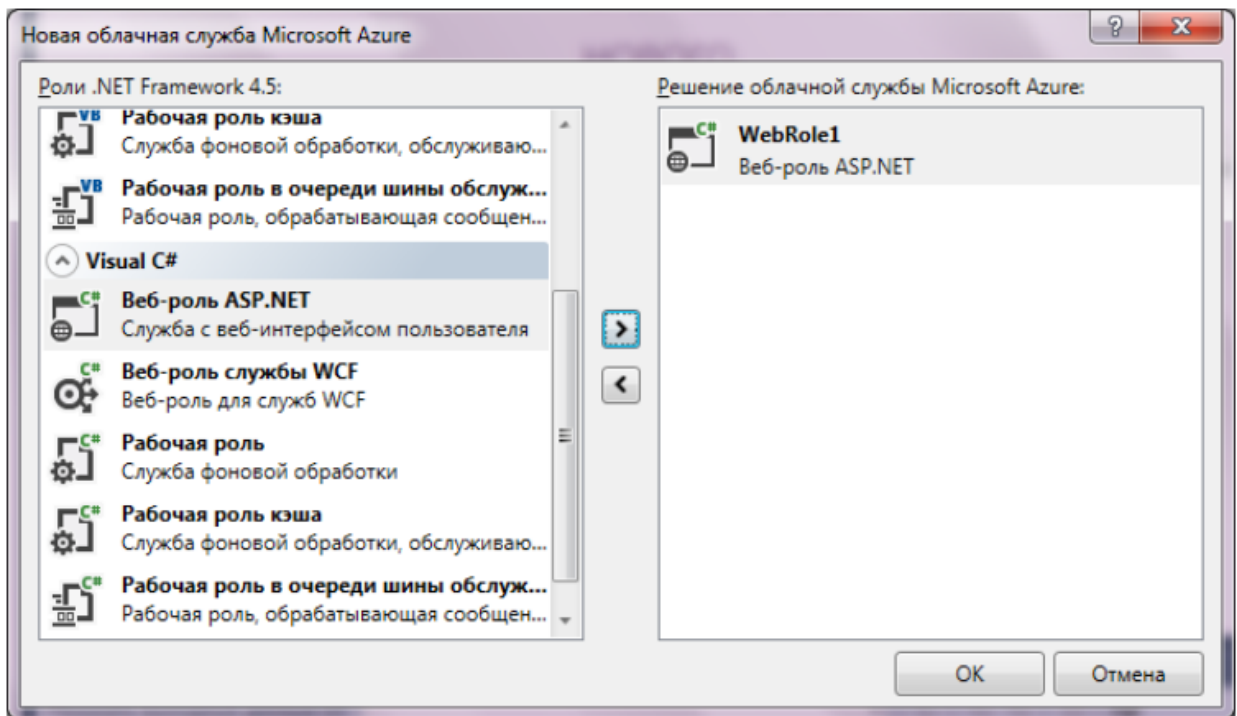 Новая облачная служба Microsoft Azure
Роли .NET Framework 4.5:
VB
Рабочая роль кэша
Служба фоновой обработки, обслуживаю...
VB
Рабочая роль в очереди шины обслуж...
Рабочая роль, обрабатывающая сообщен...
Visual C#
C#
Веб-роль ASP.NET
Служба с веб-интерфейсом пользователя
C#
Веб-роль службы WCF
Веб-роль для служб WCF
C#
Рабочая роль
Служба фоновой обработки
C#
Рабочая роль кэша
Служба фоновой обработки, обслуживаю...
C#
Рабочая роль в очереди шины обслуж...
Рабочая роль, обрабатывающая сообщен...
Решение облачной службы Microsoft Azure:
C#
WebRole1
Веб-роль ASP.NET
OK
Отмена